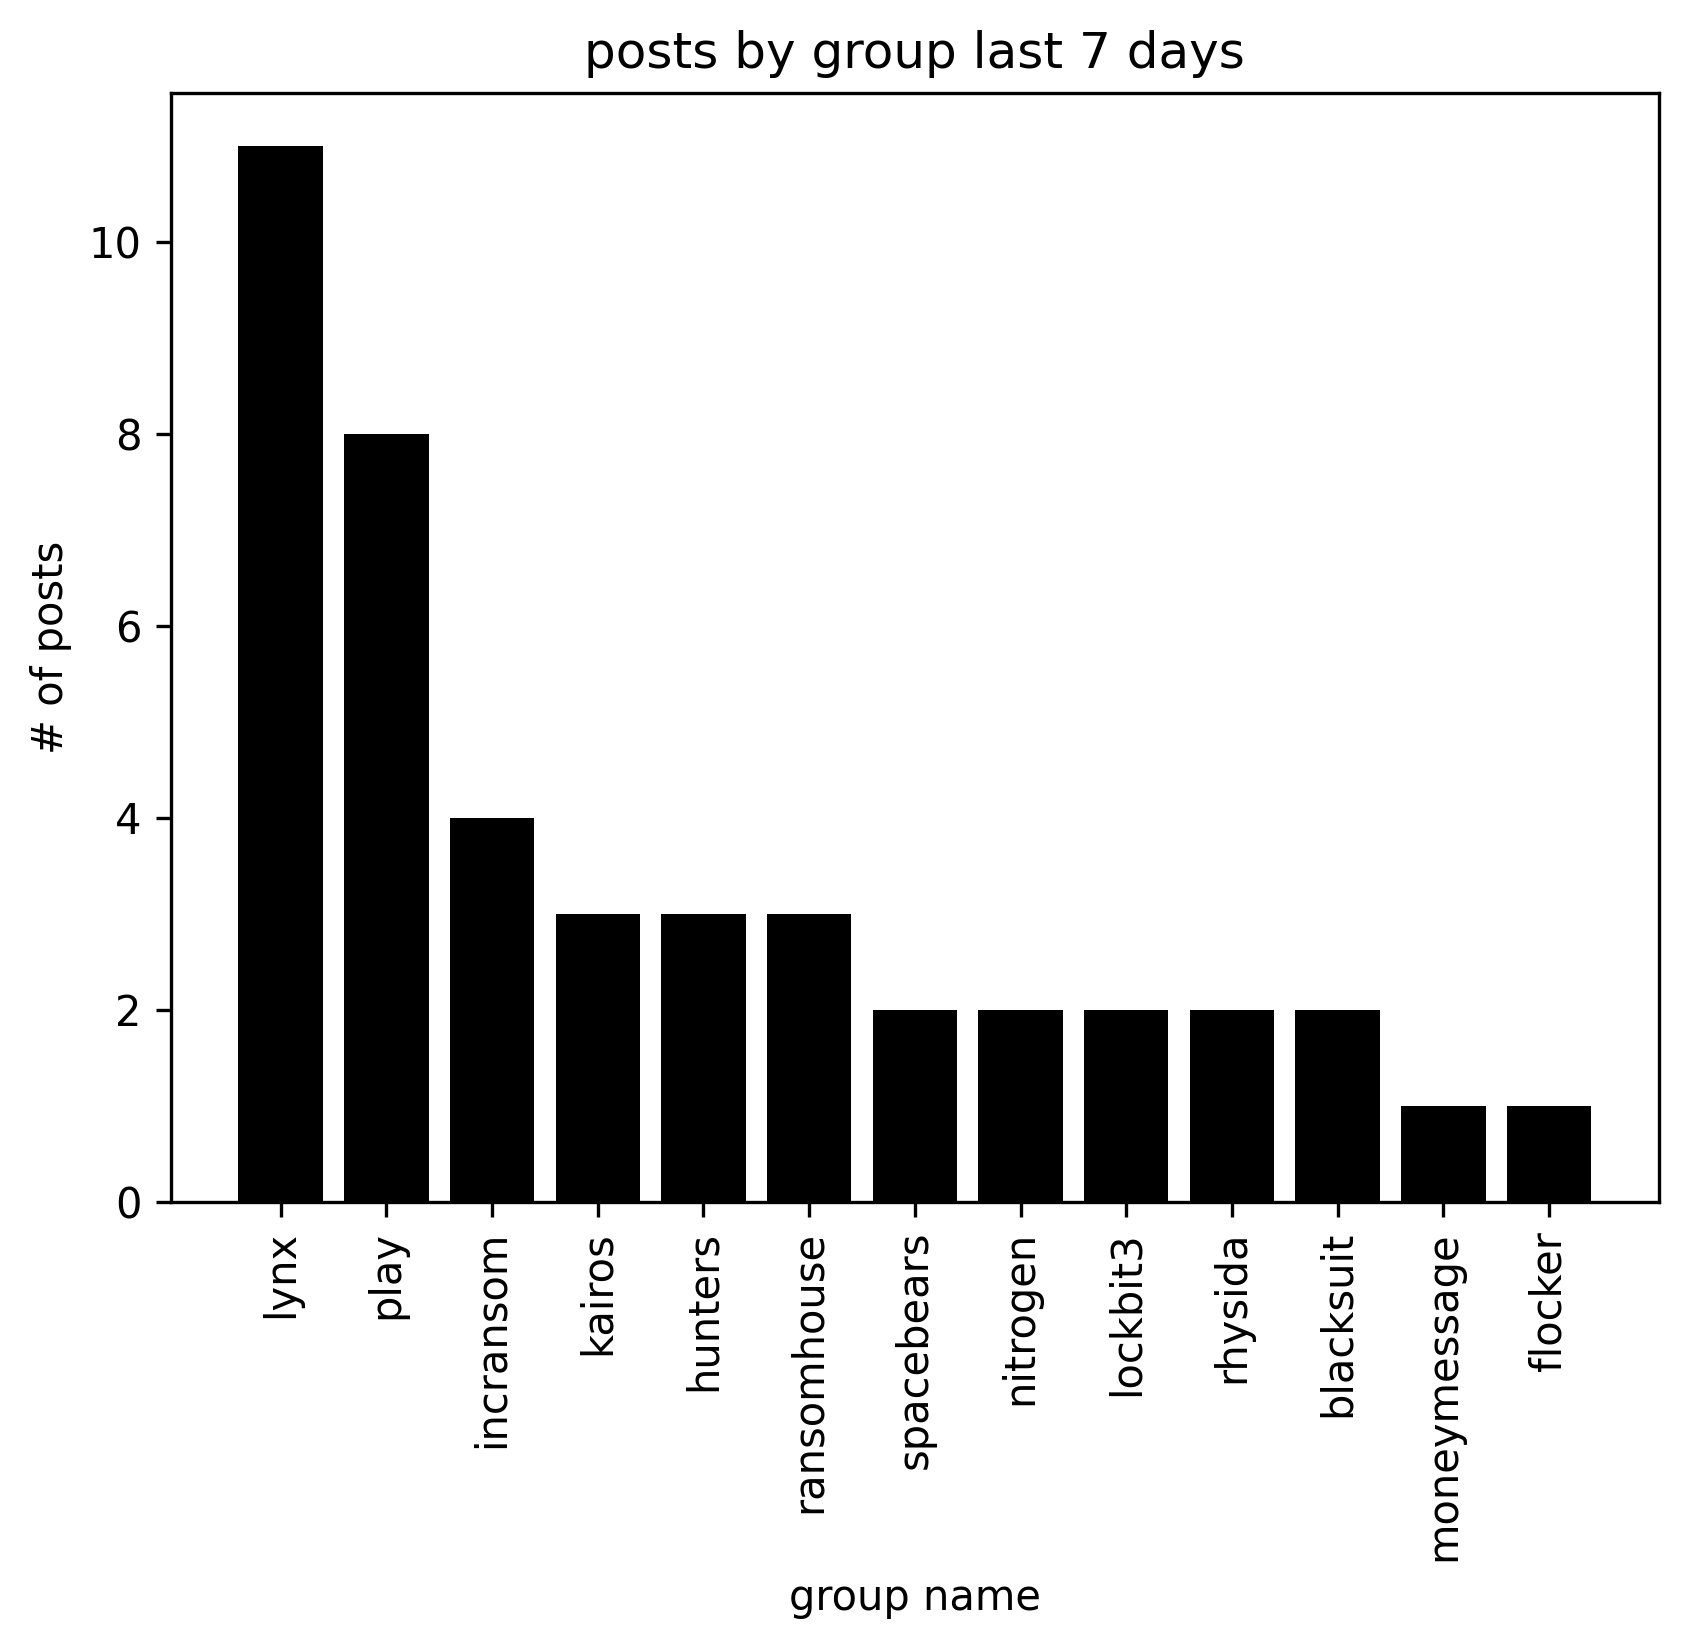 posts by group last 7 days
# of posts
10
8
6
4
2
0
lynx
play
incransom
kairos
hunters
ransomhouse
spacebears
nitrogen
lockbit3
rhysida
blacksuit
moneymessage
flocker
group name